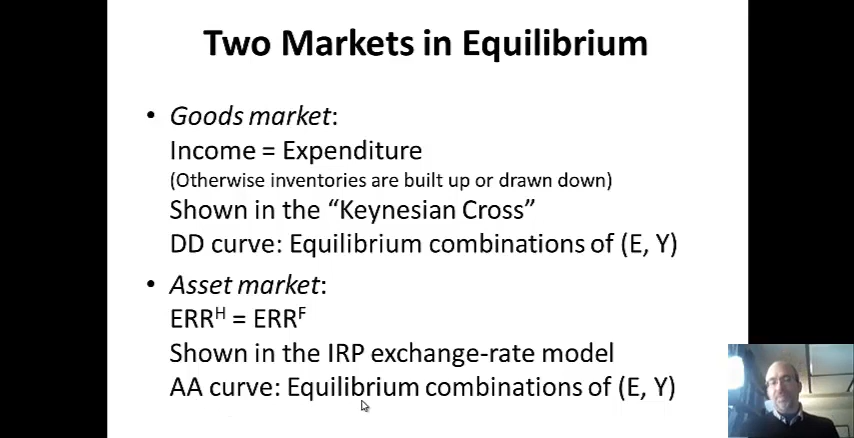 Two Markets in Equilibrium
• Goods market:
Income = Expenditure
(Otherwise inventories are built up or drawn down)
Shown in the “Keynesian Cross”
DD curve: Equilibrium combinations of (E, Y)
• Asset market:
ERRᴴ = ERRᶠ
Shown in the IRP exchange-rate model
AA curve: Equilibrium combinations of (E, Y)